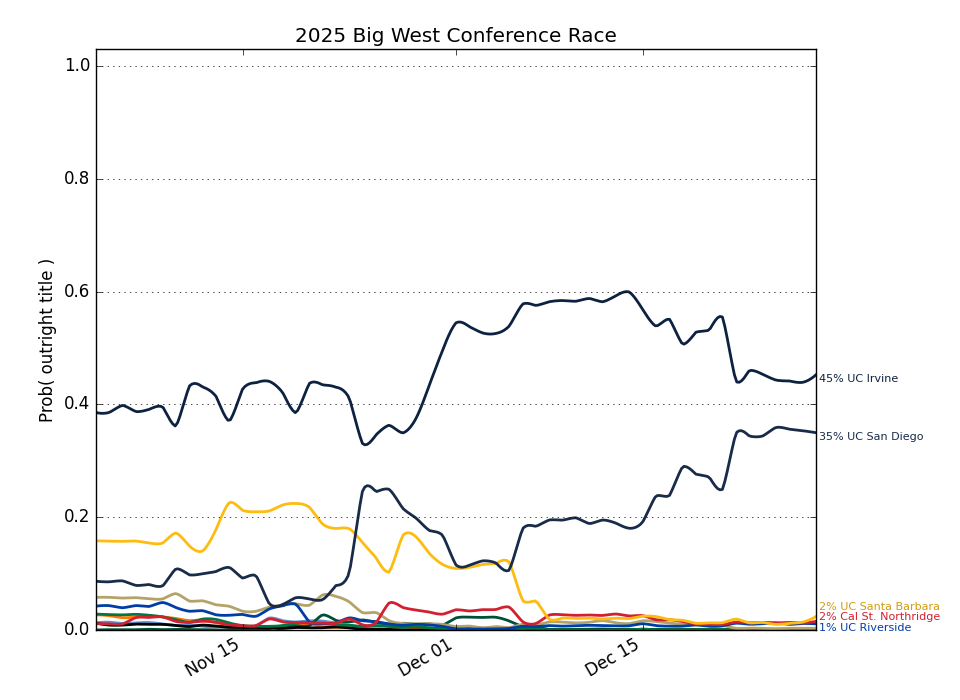 2025 Big West Conference Race
Prob( outright title )
1.0
0.8
0.6
0.4
0.2
0.0
45% UC Irvine
35% UC San Diego
2% UC Santa Barbara
2% Cal St. Northridge
1% UC Riverside
Nov 15
Dec 01
Dec 15